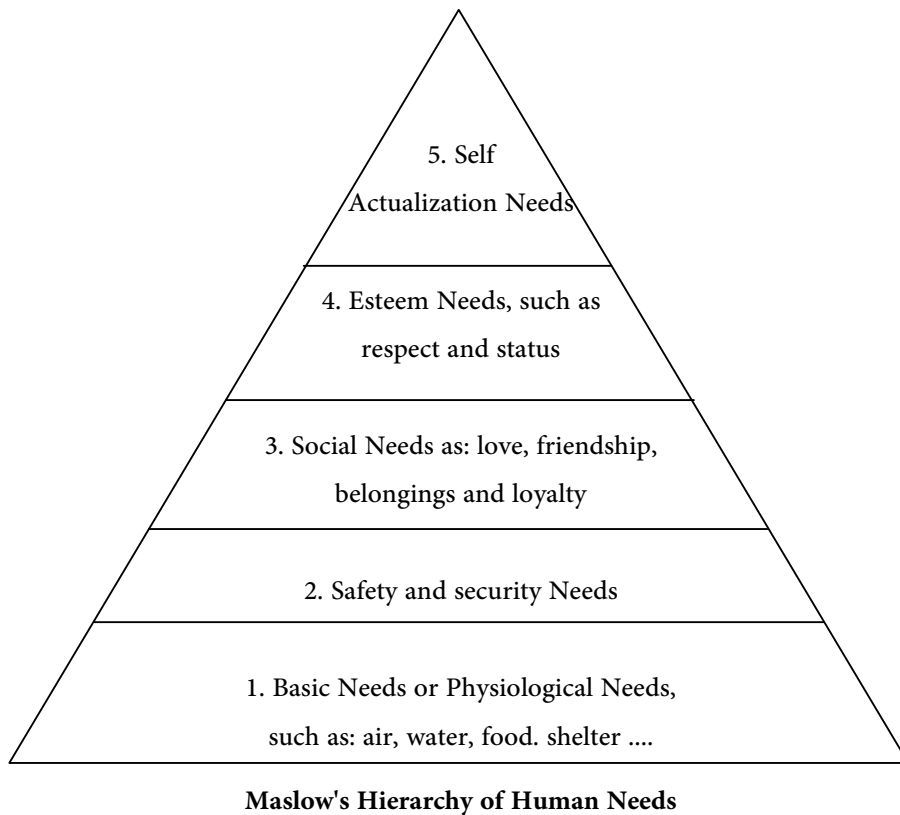 5. Self
Actualization Needs
4. Esteem Needs, such as
respect and status
3. Social Needs as: love, friendship,
belongings and loyalty
2. Safety and security Needs
1. Basic Needs or Physiological Needs,
such as: air, water, food. shelter ....
Maslow's Hierarchy of Human Needs